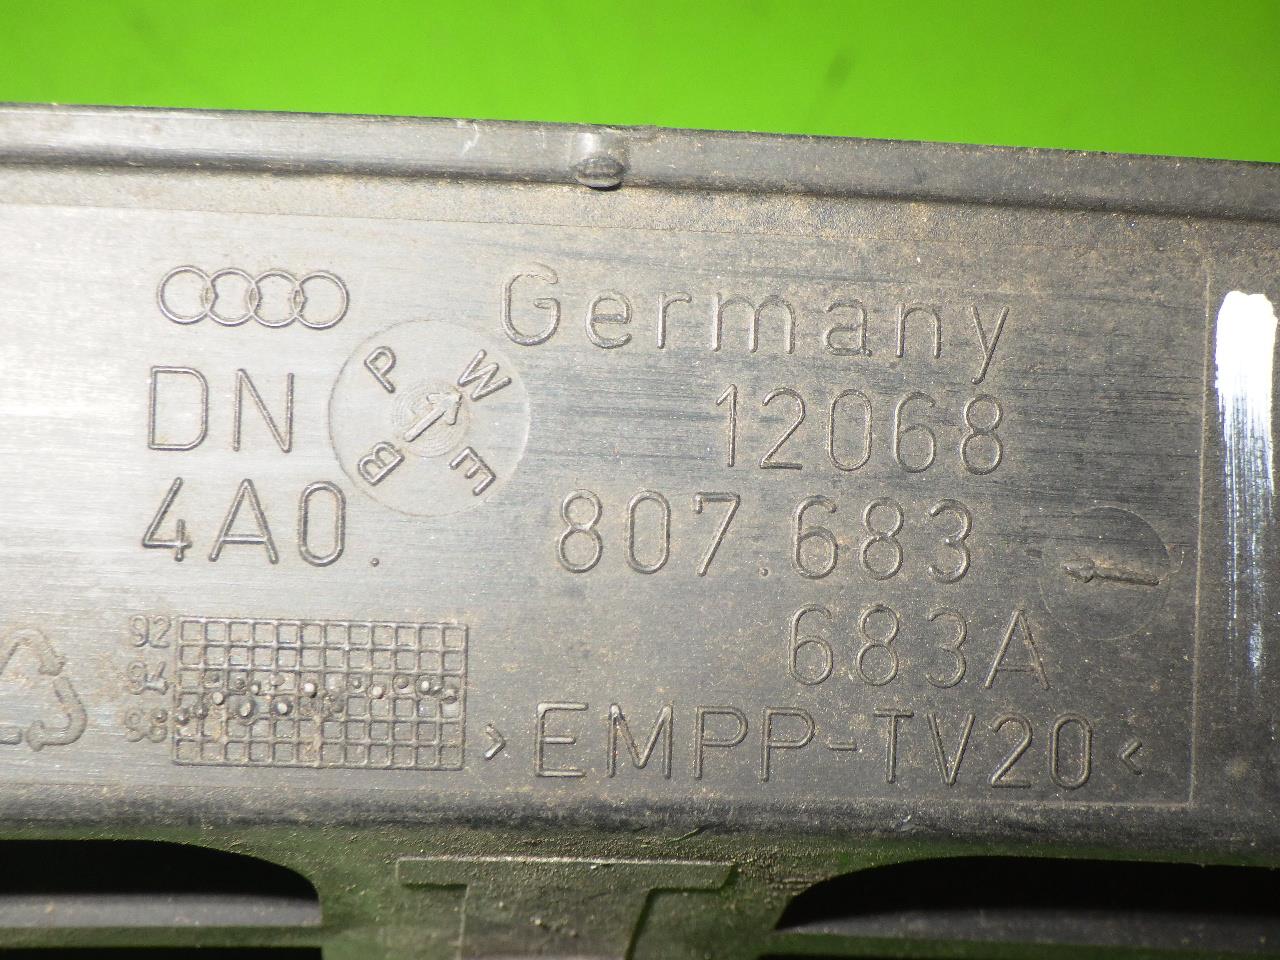 Germany
DN
P W B E
12068
4A0. 807.683
683A
92
94
98
>EMPP-TV20<